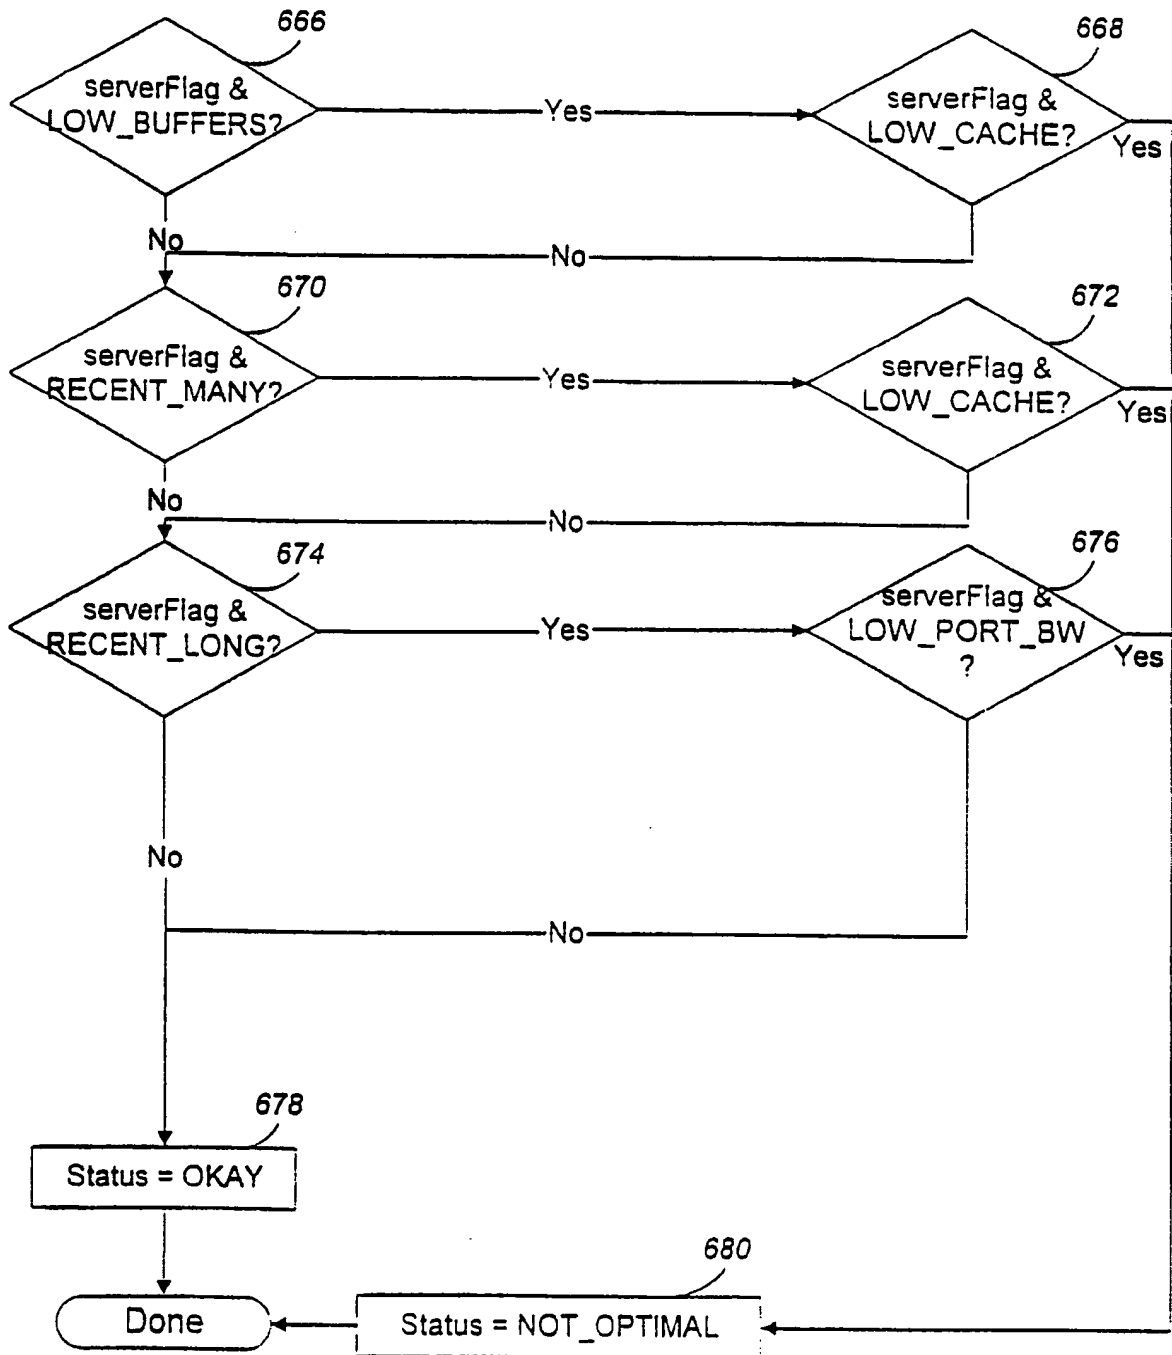 666
serverFlag &
LOW_BUFFERS?
Yes
668
serverFlag &
LOW_CACHE?
Yes
No
No
670
serverFlag &
RECENT_MANY?
Yes
672
serverFlag &
LOW_CACHE?
Yes
No
No
674
serverFlag &
RECENT_LONG?
Yes
676
serverFlag &
LOW_PORT_BW
?
Yes
No
No
678
Status = OKAY
680
Done
Status = NOT_OPTIMAL